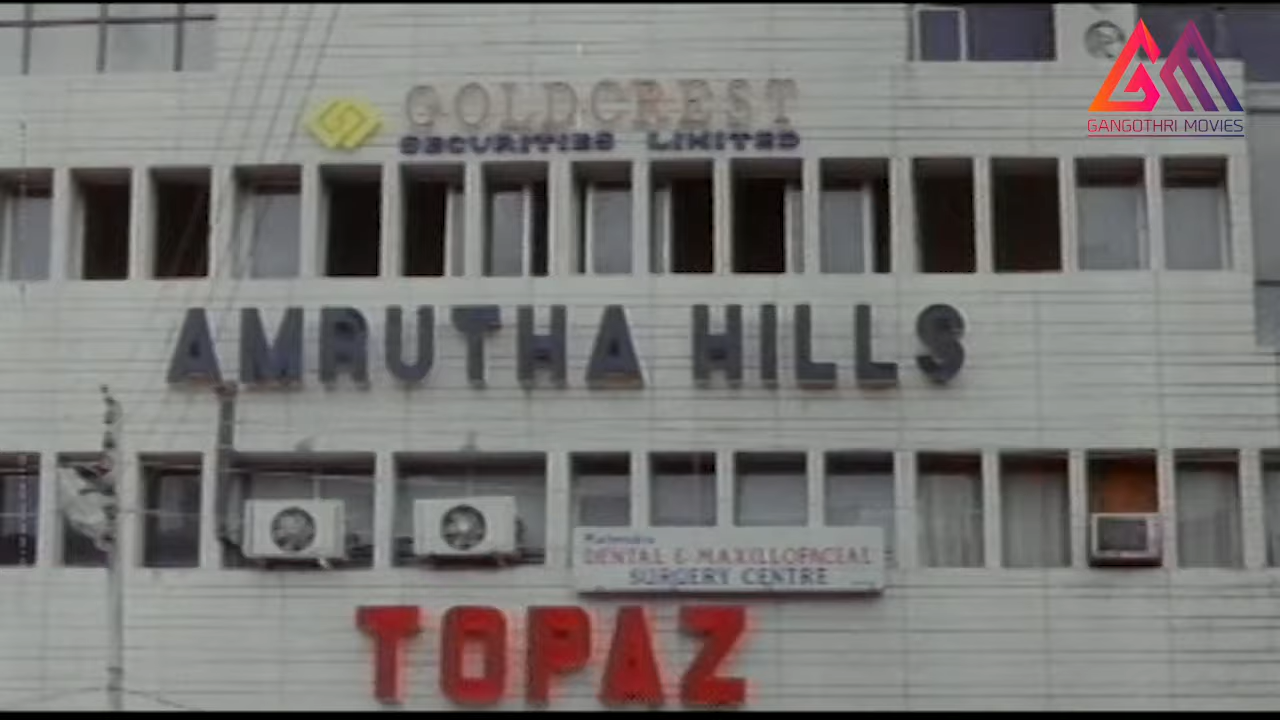 GOLDCREST
SECURITIES LIMITED
GANGOTHRI MOVIES
AMRUTHA HILLS
DENTAL & MAXILLOFACIAL
SURGERY CENTRE
TOPAZ